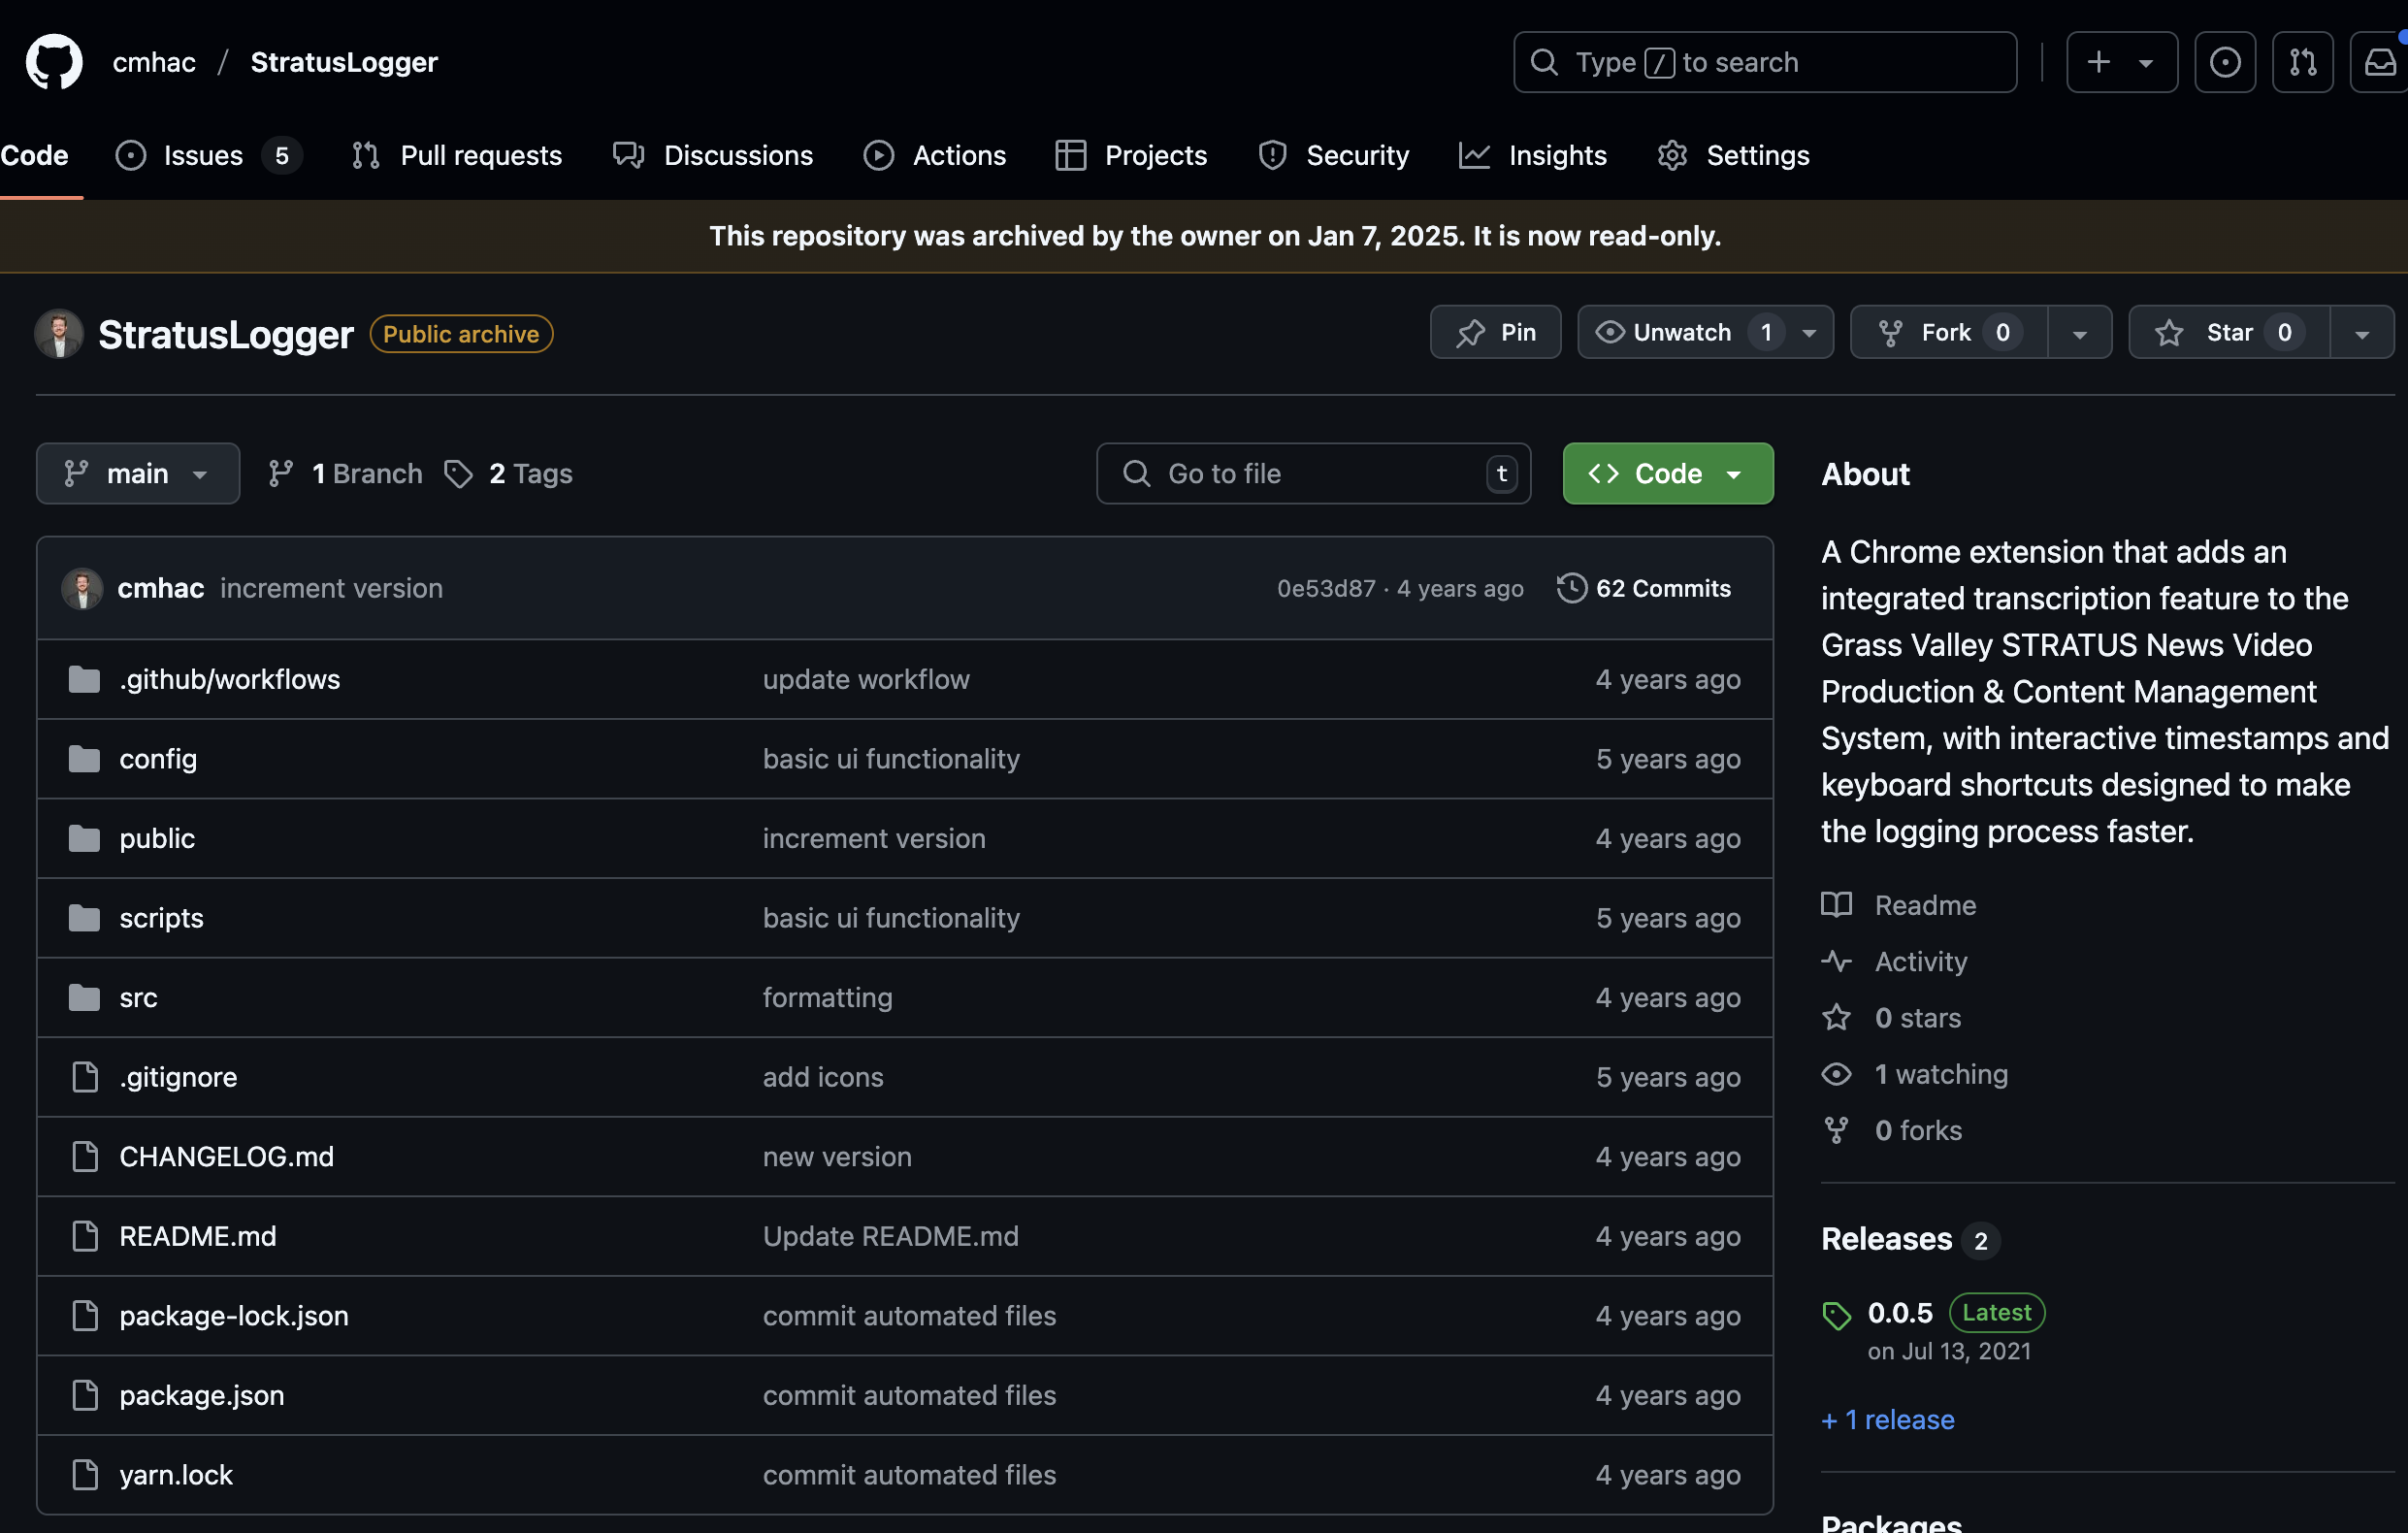 cmhac / StratusLogger
Type / to search
Code
Issues 5
Pull requests
Discussions
Actions
Projects
Security
Insights
Settings
This repository was archived by the owner on Jan 7, 2025. It is now read-only.
StratusLogger Public archive
Pin
Unwatch 1
Fork 0
Star 0
main
1 Branch
2 Tags
Go to file t
Code
cmhac increment version 0e53d87 · 4 years ago 62 Commits
.github/workflows update workflow 4 years ago
config basic ui functionality 5 years ago
public increment version 4 years ago
scripts basic ui functionality 5 years ago
src formatting 4 years ago
.gitignore add icons 5 years ago
CHANGELOG.md new version 4 years ago
README.md Update README.md 4 years ago
package-lock.json commit automated files 4 years ago
package.json commit automated files 4 years ago
yarn.lock commit automated files 4 years ago
About
A Chrome extension that adds an
integrated transcription feature to the
Grass Valley STRATUS News Video
Production & Content Management
System, with interactive timestamps and
keyboard shortcuts designed to make
the logging process faster.
Readme
Activity
0 stars
1 watching
0 forks
Releases 2
0.0.5 Latest
on Jul 13, 2021
+ 1 release
Packages